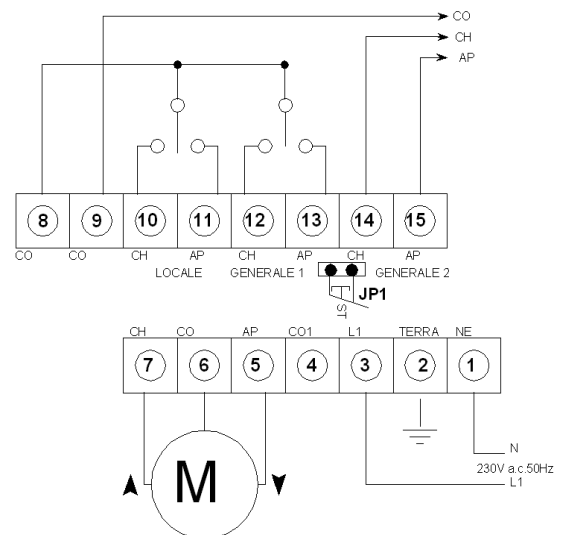 CO
CH
AP
8 9 10 11 12 13 14 15
CO CO CH AP CH AP CH AP
LOCALE GENERALE 1 GENERALE 2
JP1
ST
CH CO AP CO1 L1 TERRA NE
7 6 5 4 3 2 1
M
N
230V a.c.50Hz
L1